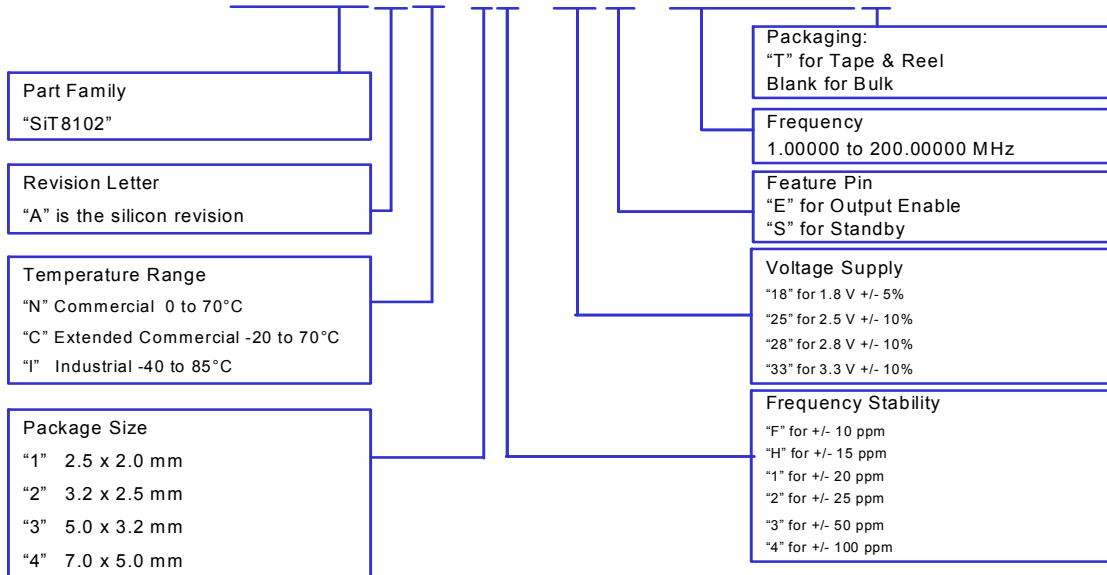 Part Family
“SiT8102”
Revision Letter
“A” is the silicon revision
Temperature Range
“N” Commercial 0 to 70°C
“C” Extended Commercial -20 to 70°C
“I” Industrial -40 to 85°C
Package Size
“1” 2.5 x 2.0 mm
“2” 3.2 x 2.5 mm
“3” 5.0 x 3.2 mm
“4” 7.0 x 5.0 mm
Packaging:
“T” for Tape & Reel
Blank for Bulk
Frequency
1.00000 to 200.00000 MHz
Feature Pin
“E” for Output Enable
“S” for Standby
Voltage Supply
“18” for 1.8 V +/- 5%
“25” for 2.5 V +/- 10%
“28” for 2.8 V +/- 10%
“33” for 3.3 V +/- 10%
Frequency Stability
“F” for +/- 10 ppm
“H” for +/- 15 ppm
“1” for +/- 20 ppm
“2” for +/- 25 ppm
“3” for +/- 50 ppm
“4” for +/- 100 ppm